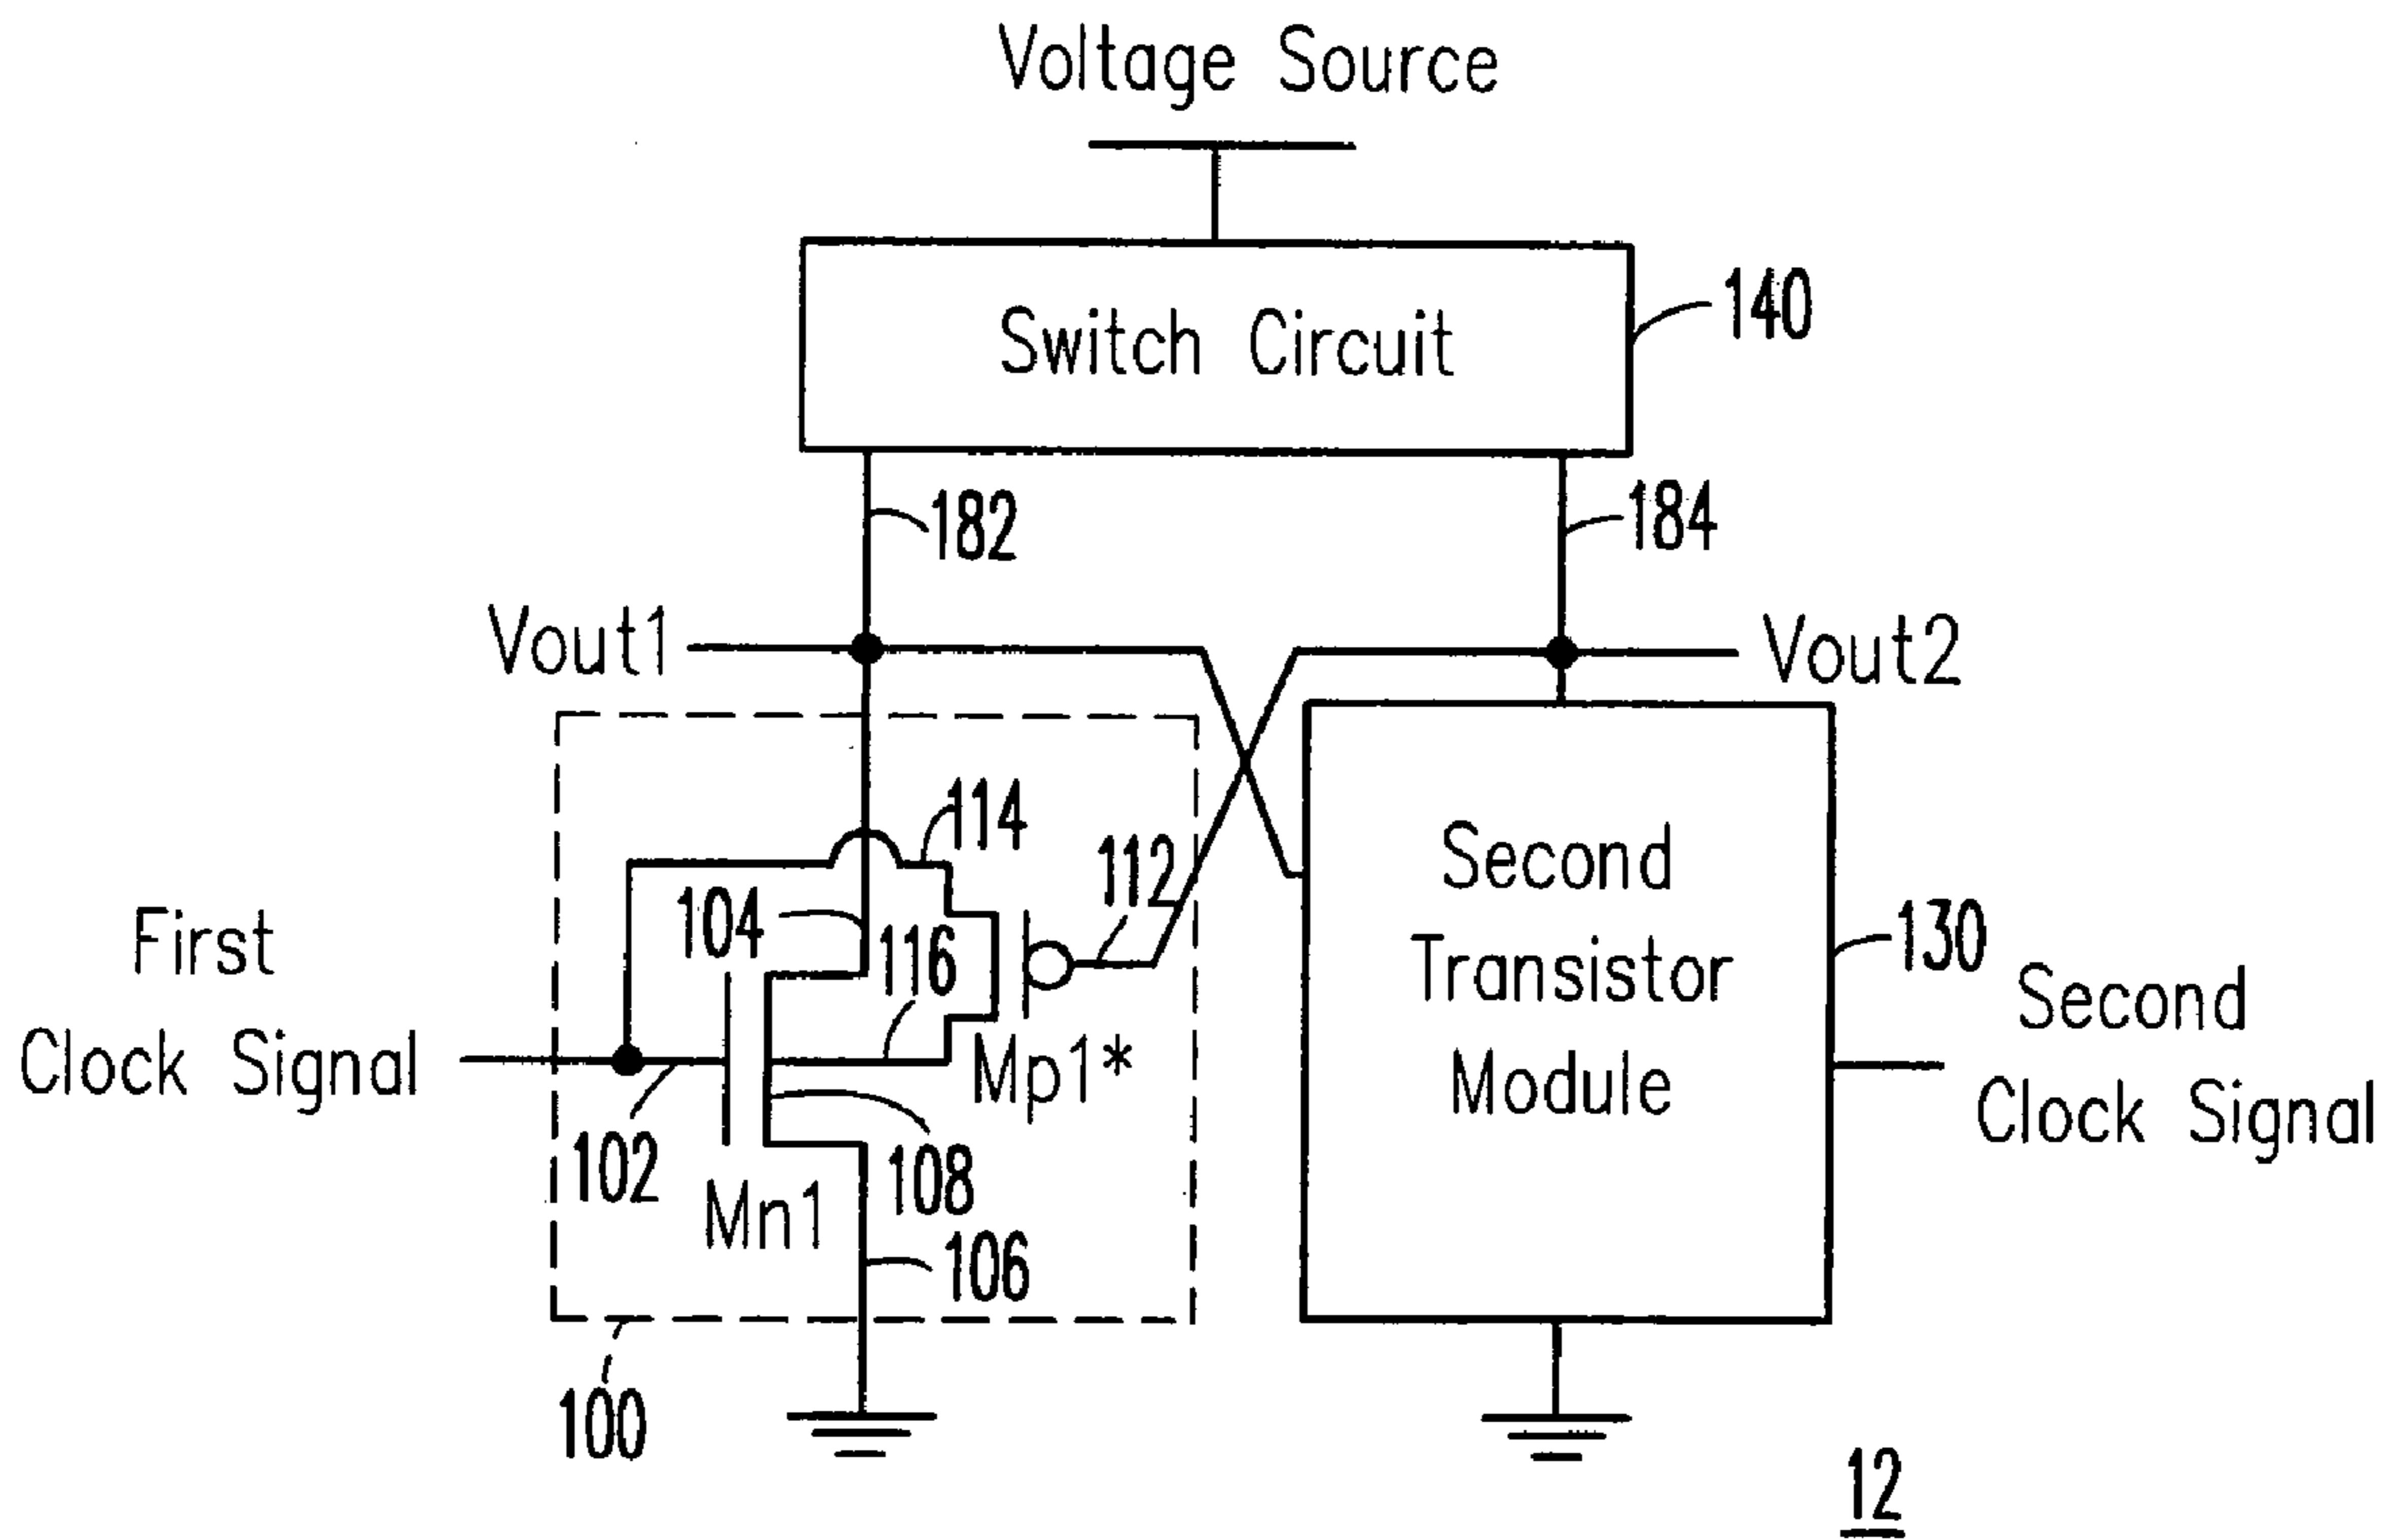 Voltage Source
Switch Circuit
140
182
184
Vout1
Vout2
114
112
104
116
First
Clock Signal
102
Mp1*
108
Mn1
106
100
Second
Transistor
Module
130
Second
Clock Signal
12